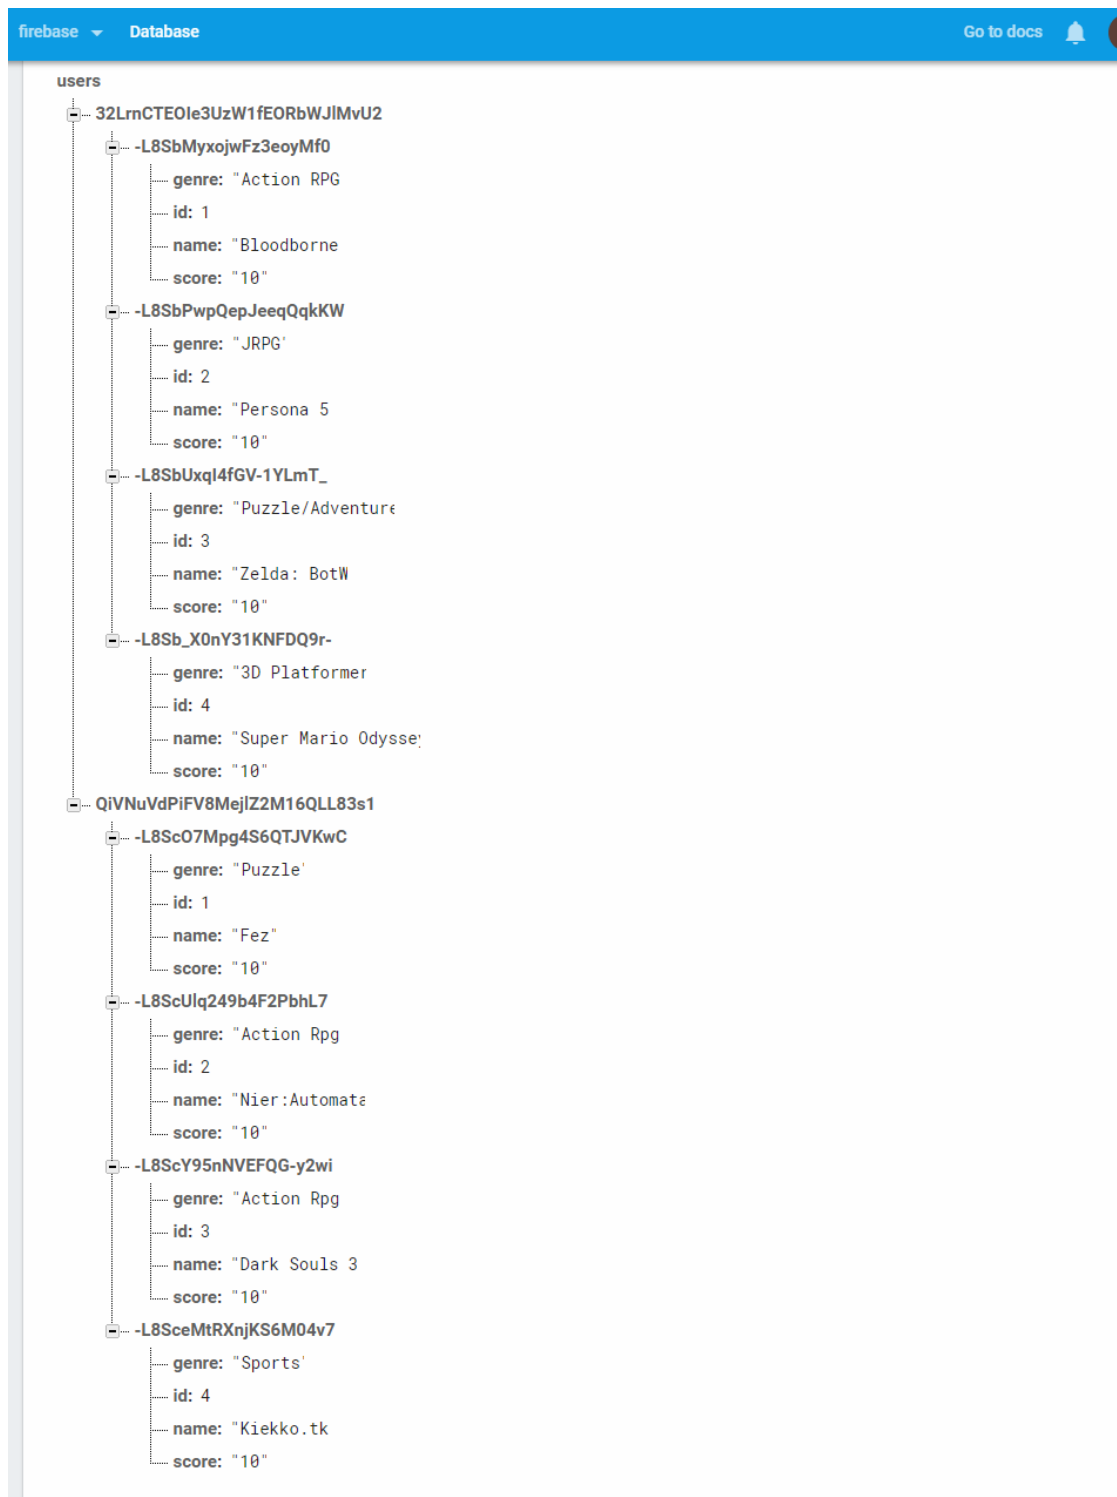 firebase Database Go to docs
users
32LrnCTEOIe3UzW1fEORbWJlMvU2
-L8SbMyxojwFz3eoyMf0
genre: "Action RPG
id: 1
name: "Bloodborne
score: "10"
-L8SbPwpQepJeeqQqkKW
genre: "JRPG"
id: 2
name: "Persona 5
score: "10"
-L8SbUxqI4fGV-1YLmT_
genre: "Puzzle/Adventure
id: 3
name: "Zelda: BotW
score: "10"
-L8Sb_X0nY31KNFDQ9r-
genre: "3D Platformer
id: 4
name: "Super Mario Odyssey
score: "10"
QiVNuVdPiFV8MejlZ2M16QLL83s1
-L8ScO7Mpg4S6QTJVKwC
genre: "Puzzle"
id: 1
name: "Fez"
score: "10"
-L8ScUlq249b4F2PbhL7
genre: "Action Rpg
id: 2
name: "Nier:Automata
score: "10"
-L8ScY95nNVEFQG-y2wi
genre: "Action Rpg
id: 3
name: "Dark Souls 3
score: "10"
-L8SceMtRXnjKS6M04v7
genre: "Sports"
id: 4
name: "Kiekko.tk
score: "10"